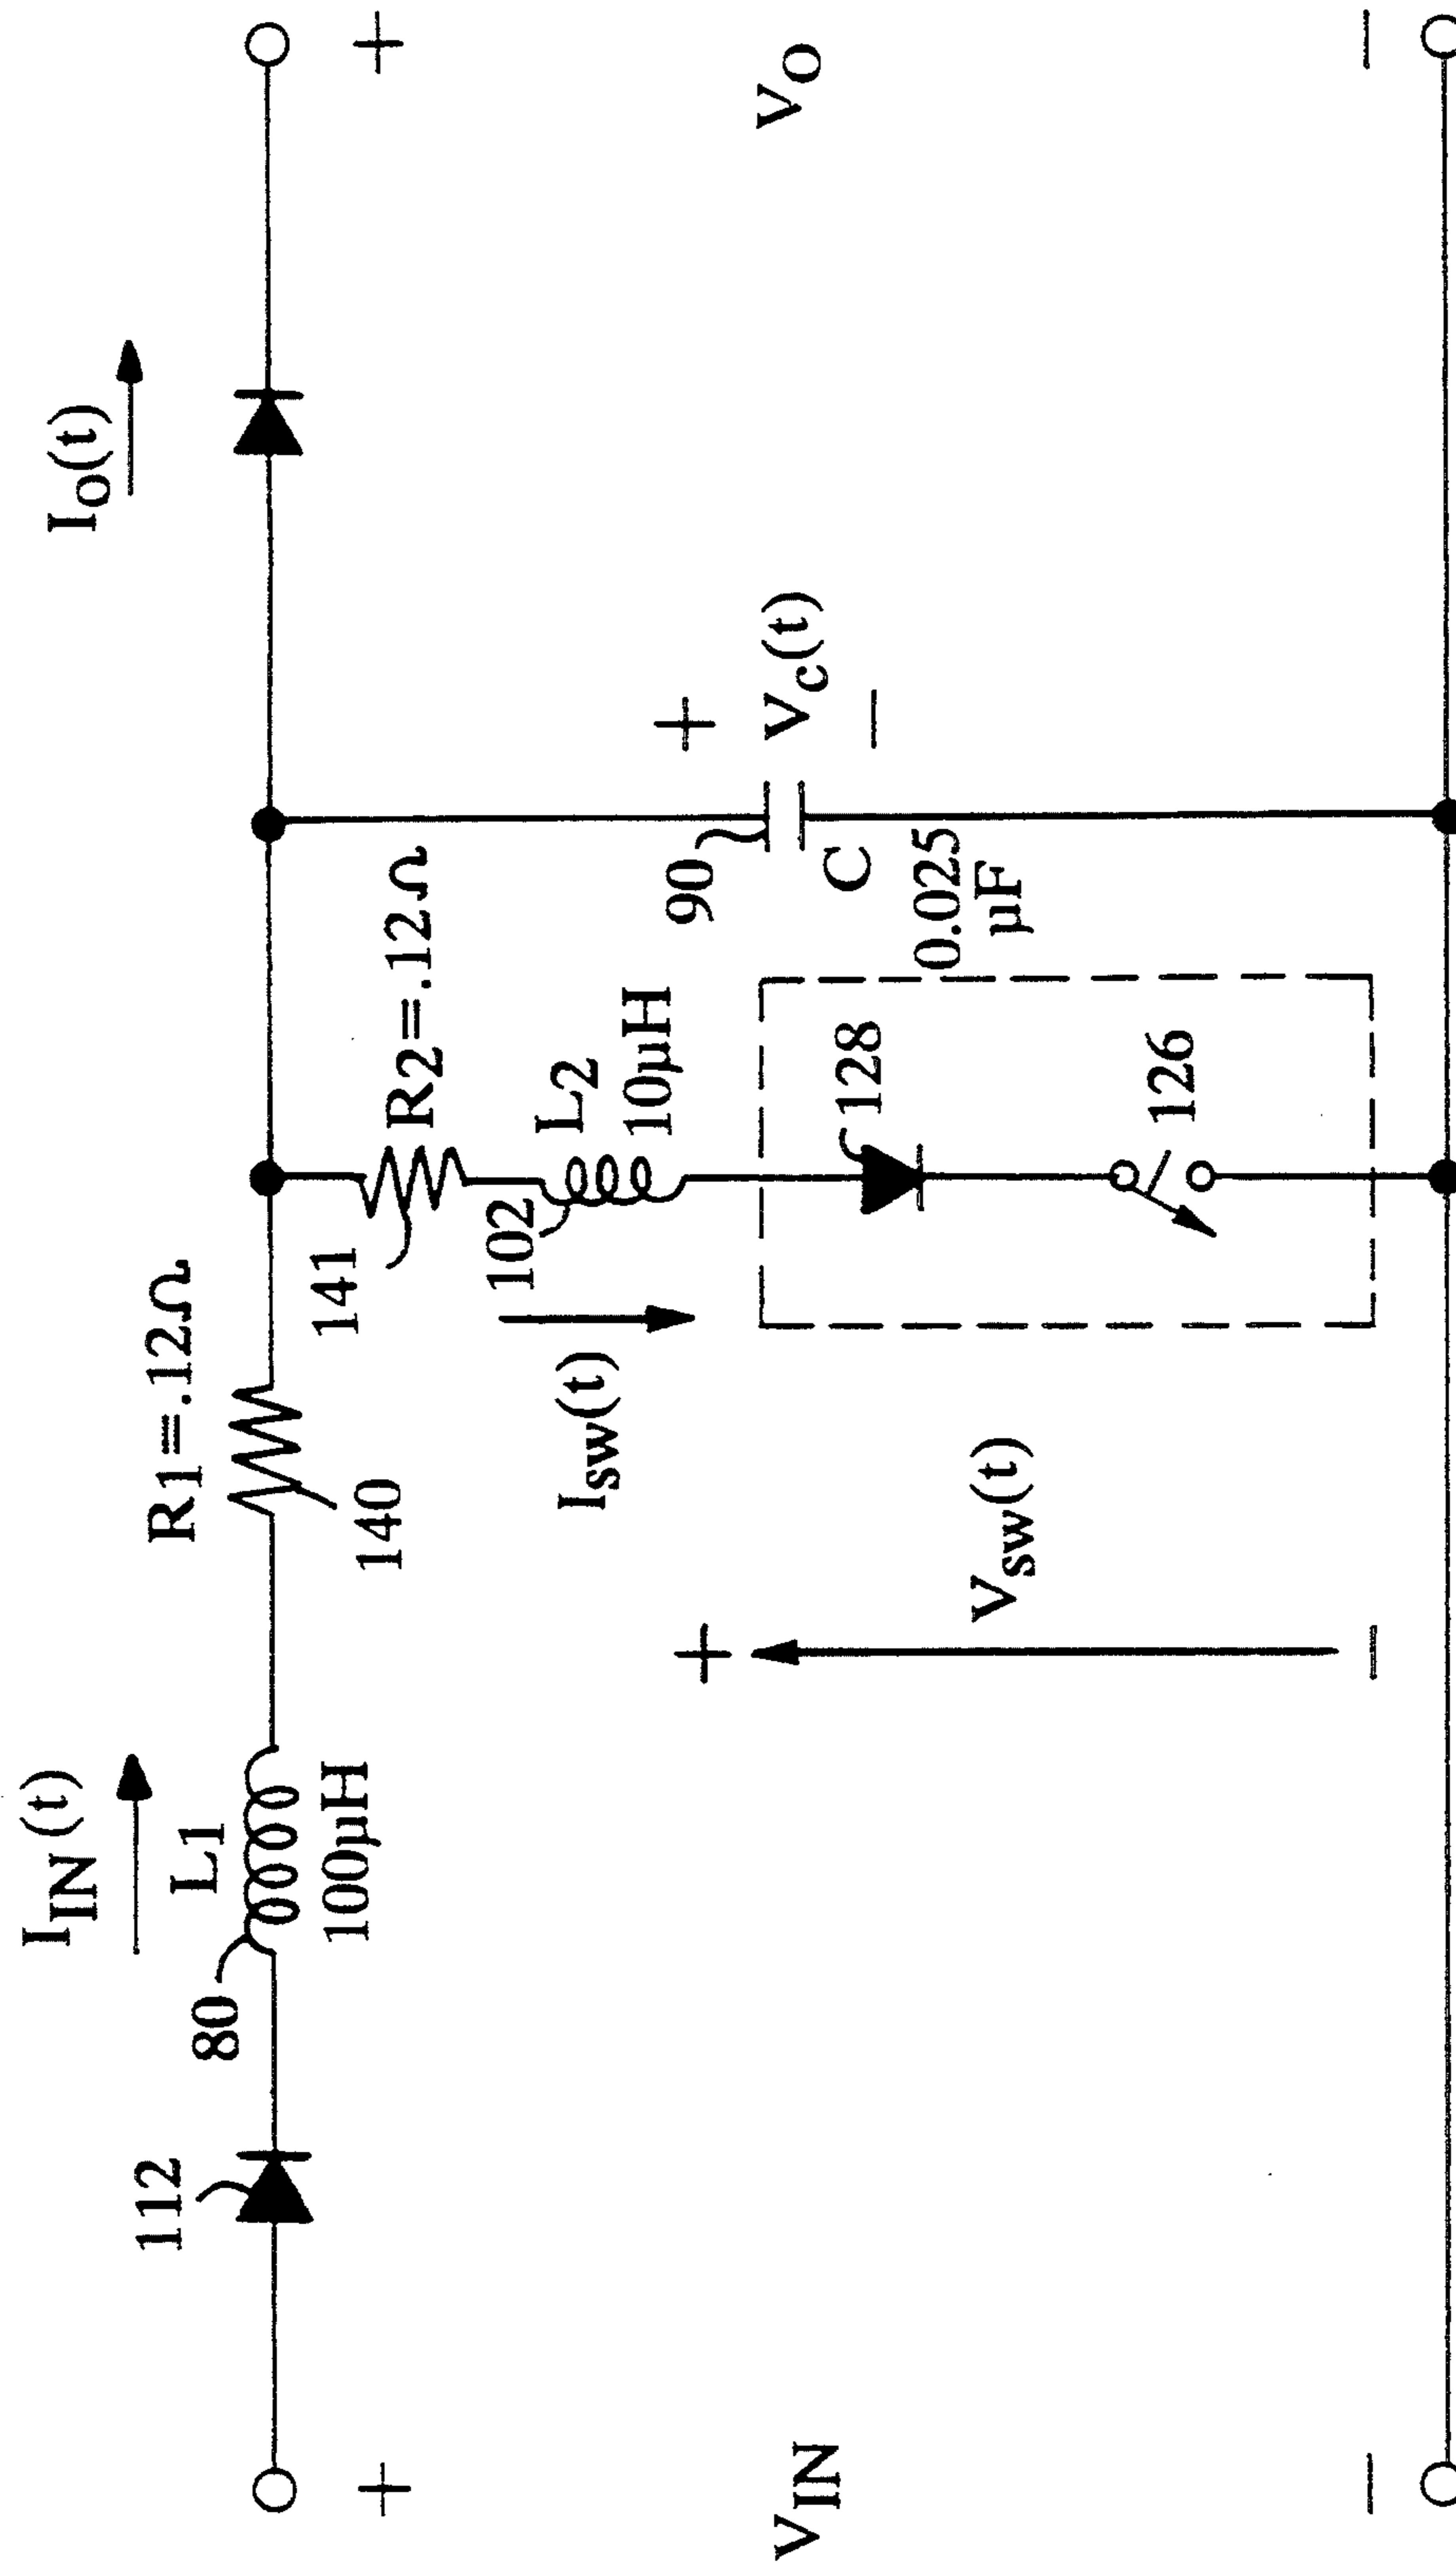 I_IN(t)
I_O(t)
112
80
L1
100µH
R1=.12Ω
140
141
R2=.12Ω
102
L2
10µH
I_sw(t)
V_sw(t)
128
126
90
C
0.025
µF
+
V_c(t)
−
+
V_IN
−
+
−
+
V_O
−